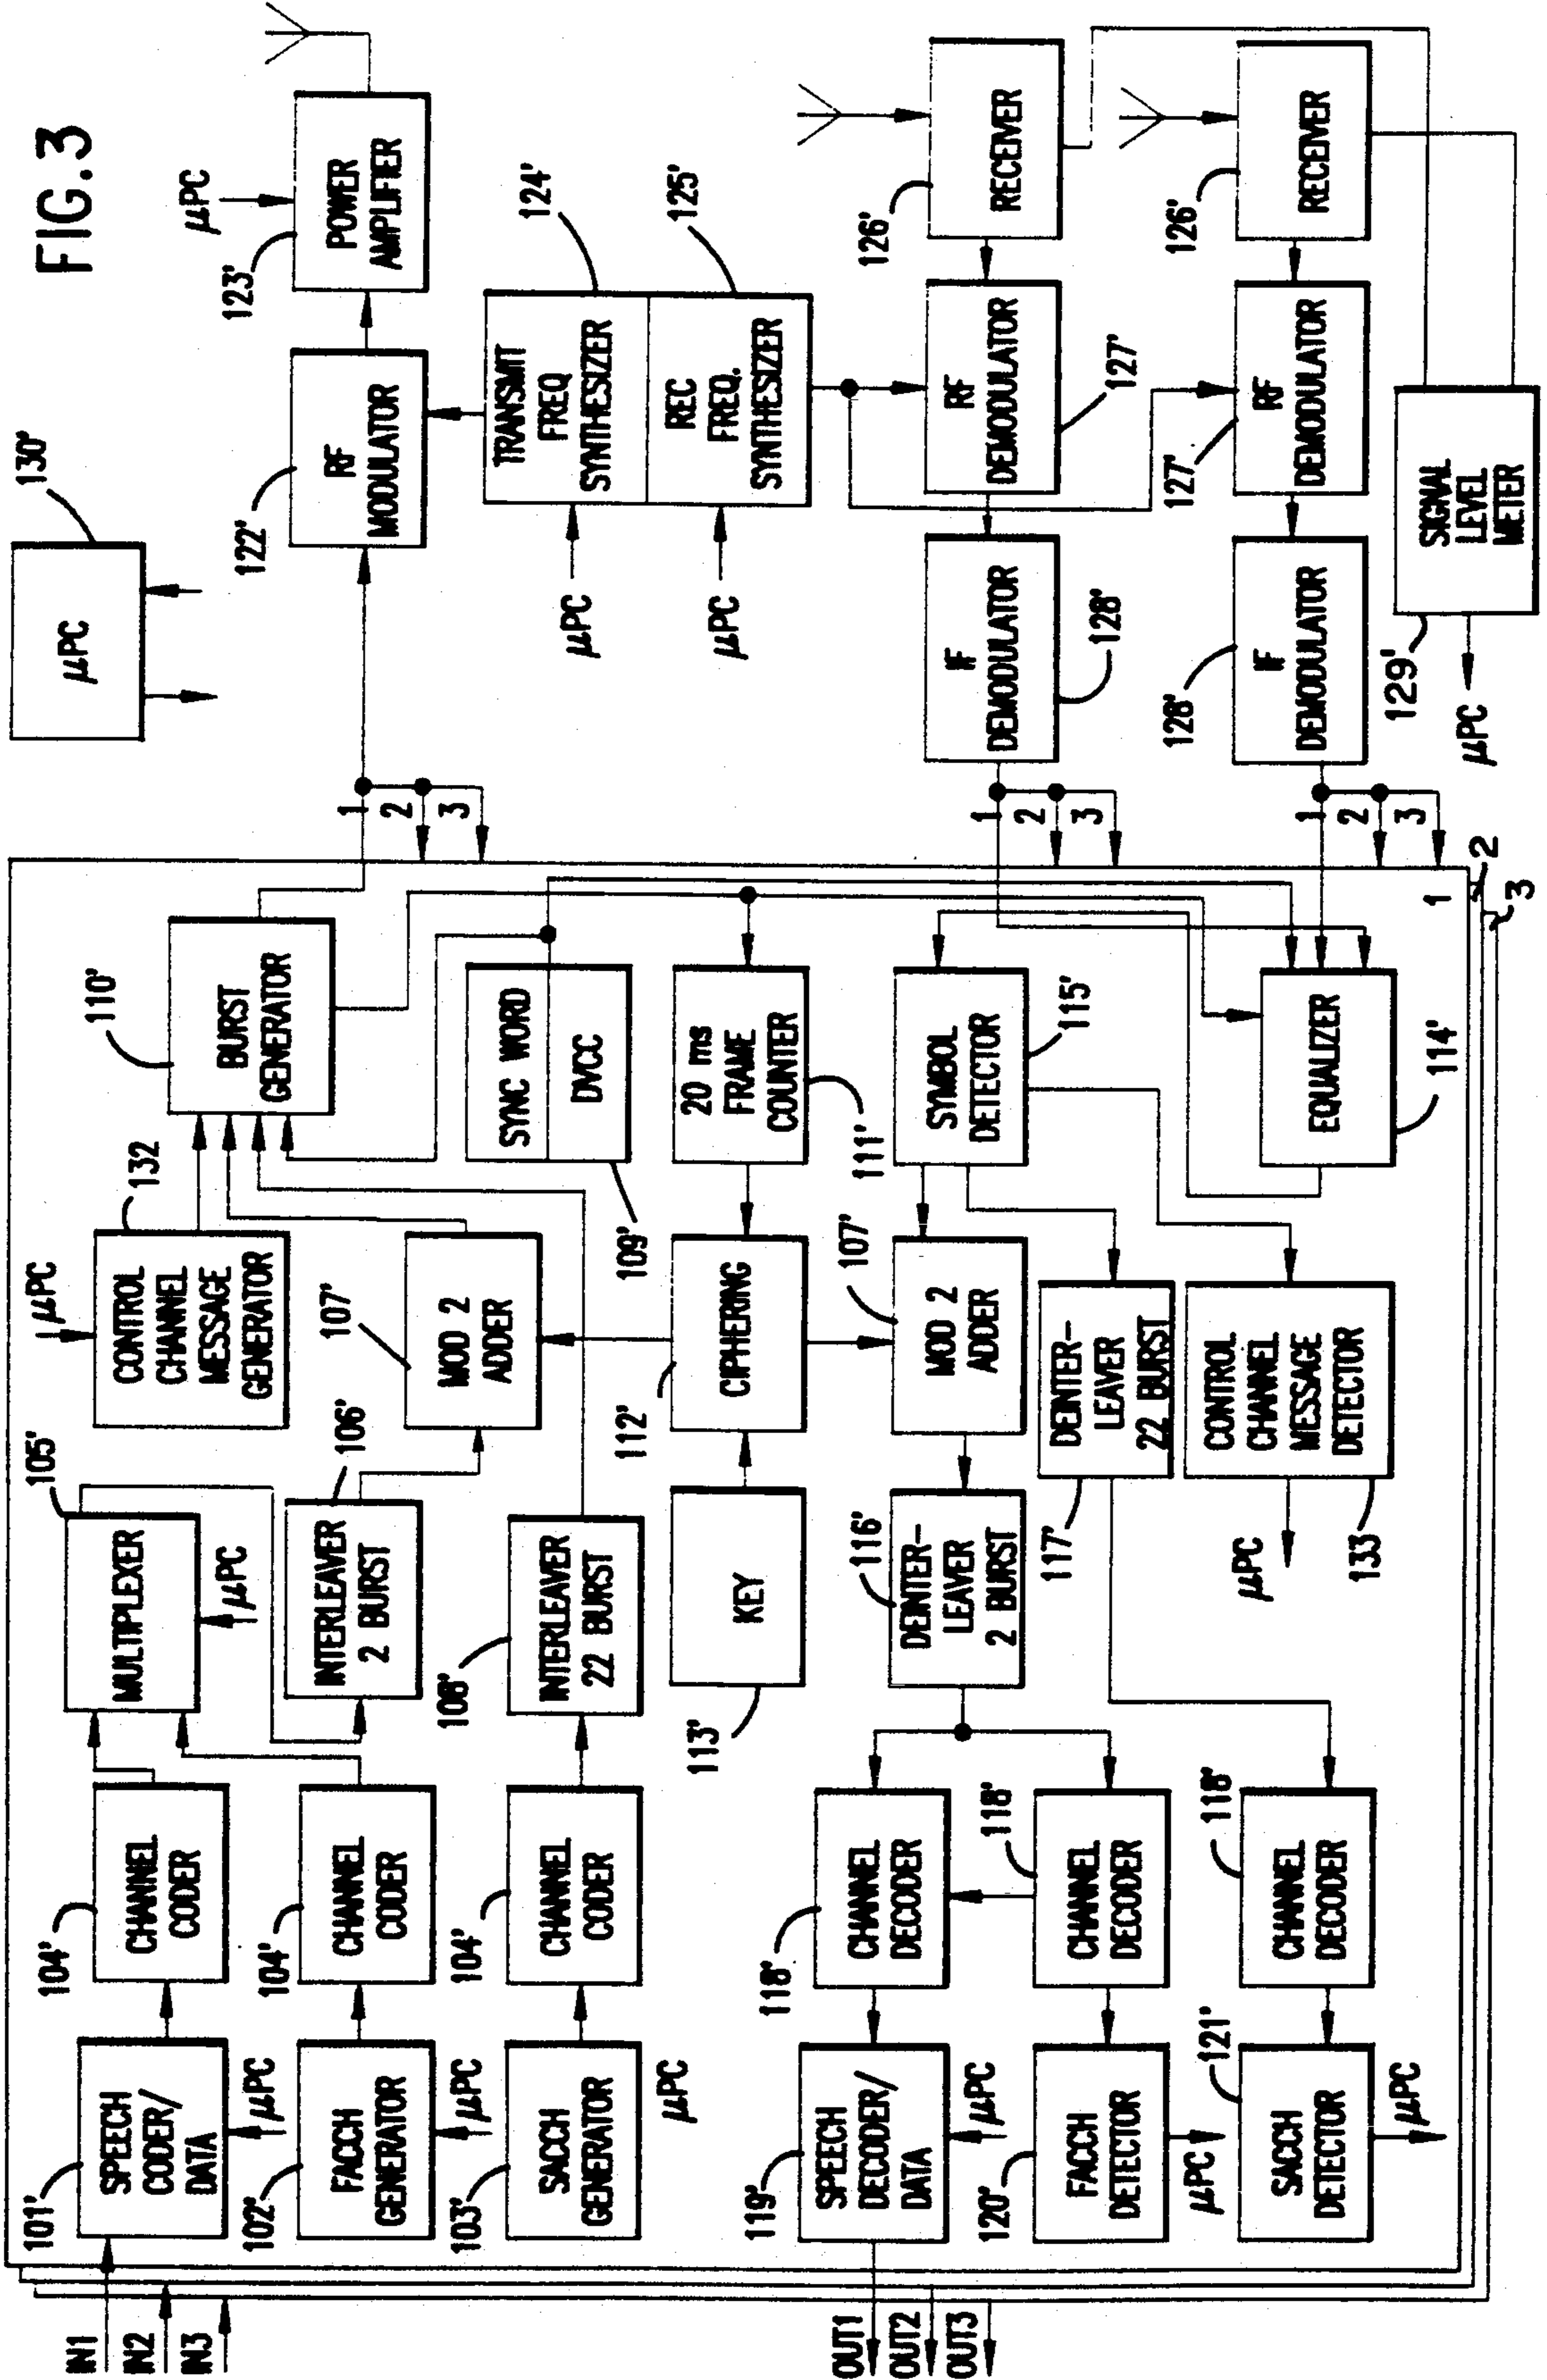 FIG.3
IN1
IN2
IN3
101'
SPEECH
CODER/
DATA
μPC
104'
CHANNEL
CODER
105'
MULTIPLEXER
μPC
μPC
132
CONTROL
CHANNEL
MESSAGE
GENERATOR
110'
BURST
GENERATOR
102'
FACCH
GENERATOR
μPC
104'
CHANNEL
CODER
106'
INTERLEAVER
2 BURST
107'
MOD 2
ADDER
103'
SACCH
GENERATOR
μPC
104'
CHANNEL
CODER
108'
INTERLEAVER
22 BURST
109'
SYNC WORD
DVCC
113'
KEY
112'
CIPHERING
20 ms
FRAME
COUNTER
111'
107'
MOD 2
ADDER
SYMBOL
DETECTOR
115'
116'
DEINTER-
LEAVER
2 BURST
DEINTER-
LEAVER
22 BURST
117'
CONTROL
CHANNEL
MESSAGE
DETECTOR
133
μPC
EQUALIZER
114'
OUT1
OUT2
OUT3
119'
SPEECH
DECODER/
DATA
μPC
118'
CHANNEL
DECODER
120'
FACCH
DETECTOR
μPC
118'
CHANNEL
DECODER
121'
SACCH
DETECTOR
μPC
118'
CHANNEL
DECODER
1
2
3
1
2
3
1
2
3
1
2
3
130'
μPC
122'
RF
MODULATOR
123'
POWER
AMPLIFIER
μPC
TRANSMIT
FREQ
SYNTHESIZER
124'
μPC
REC
FREQ.
SYNTHESIZER
125'
μPC
IF
DEMODULATOR
128'
RF
DEMODULATOR
127'
126'
RECEIVER
128'
IF
DEMODULATOR
127'
RF
DEMODULATOR
126'
RECEIVER
129'
SIGNAL
LEVEL
METER
μPC